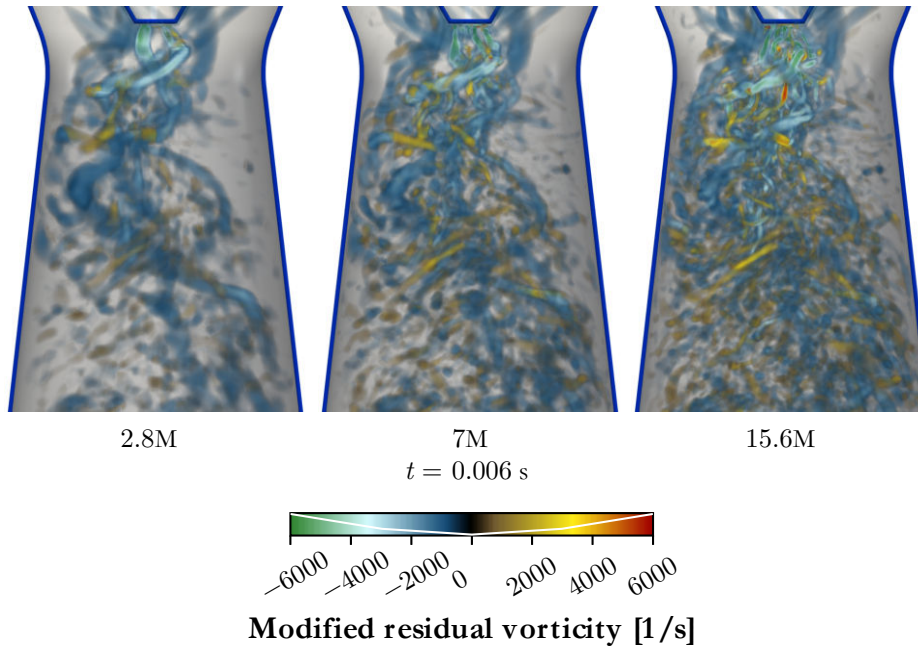 2.8M 7M 15.6M
t = 0.006 s
−6000 −4000 −2000 0 2000 4000 6000
Modified residual vorticity [1/s]